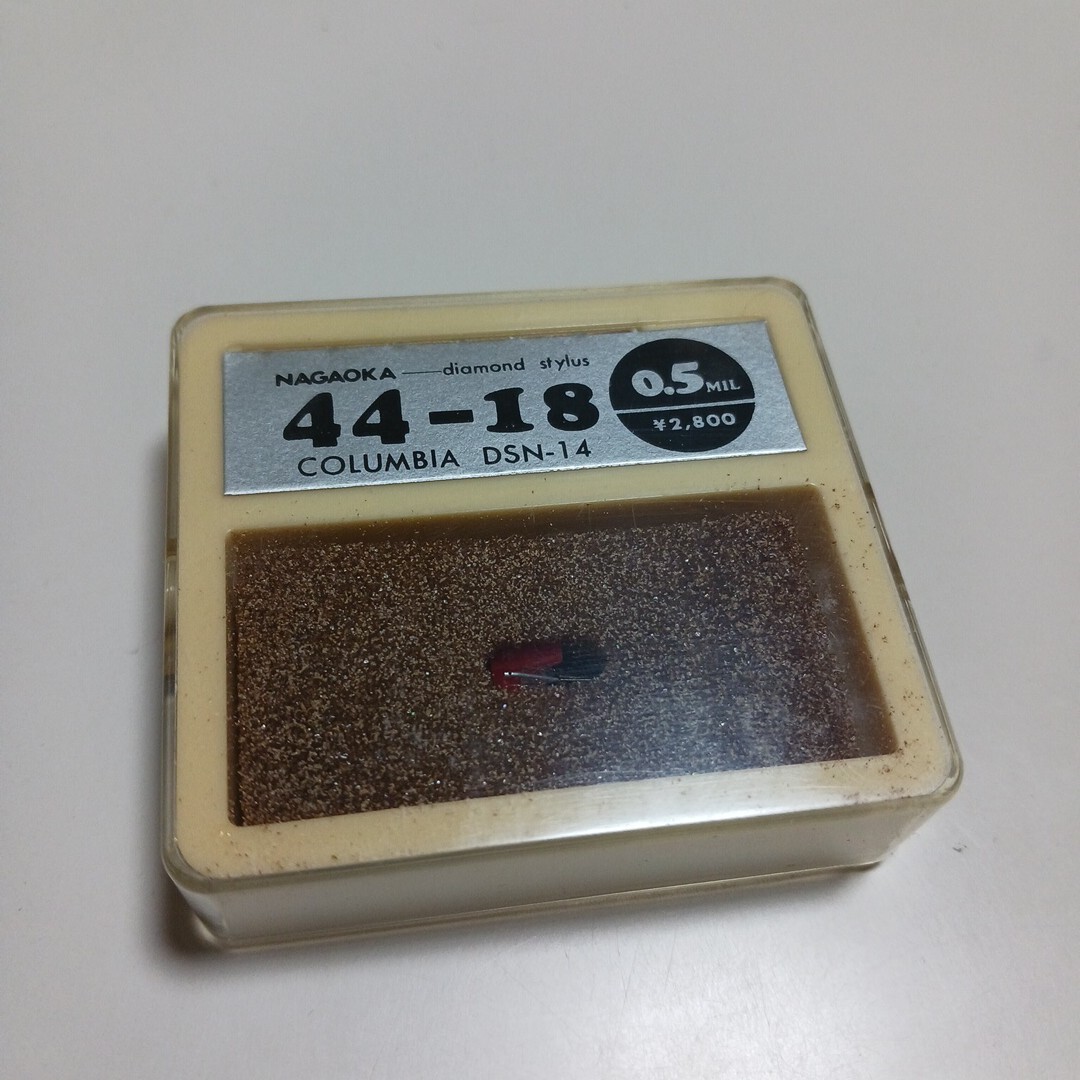 NAGAOKA — diamond stylus
44-18
COLUMBIA DSN-14
0.5 MIL
¥2,800